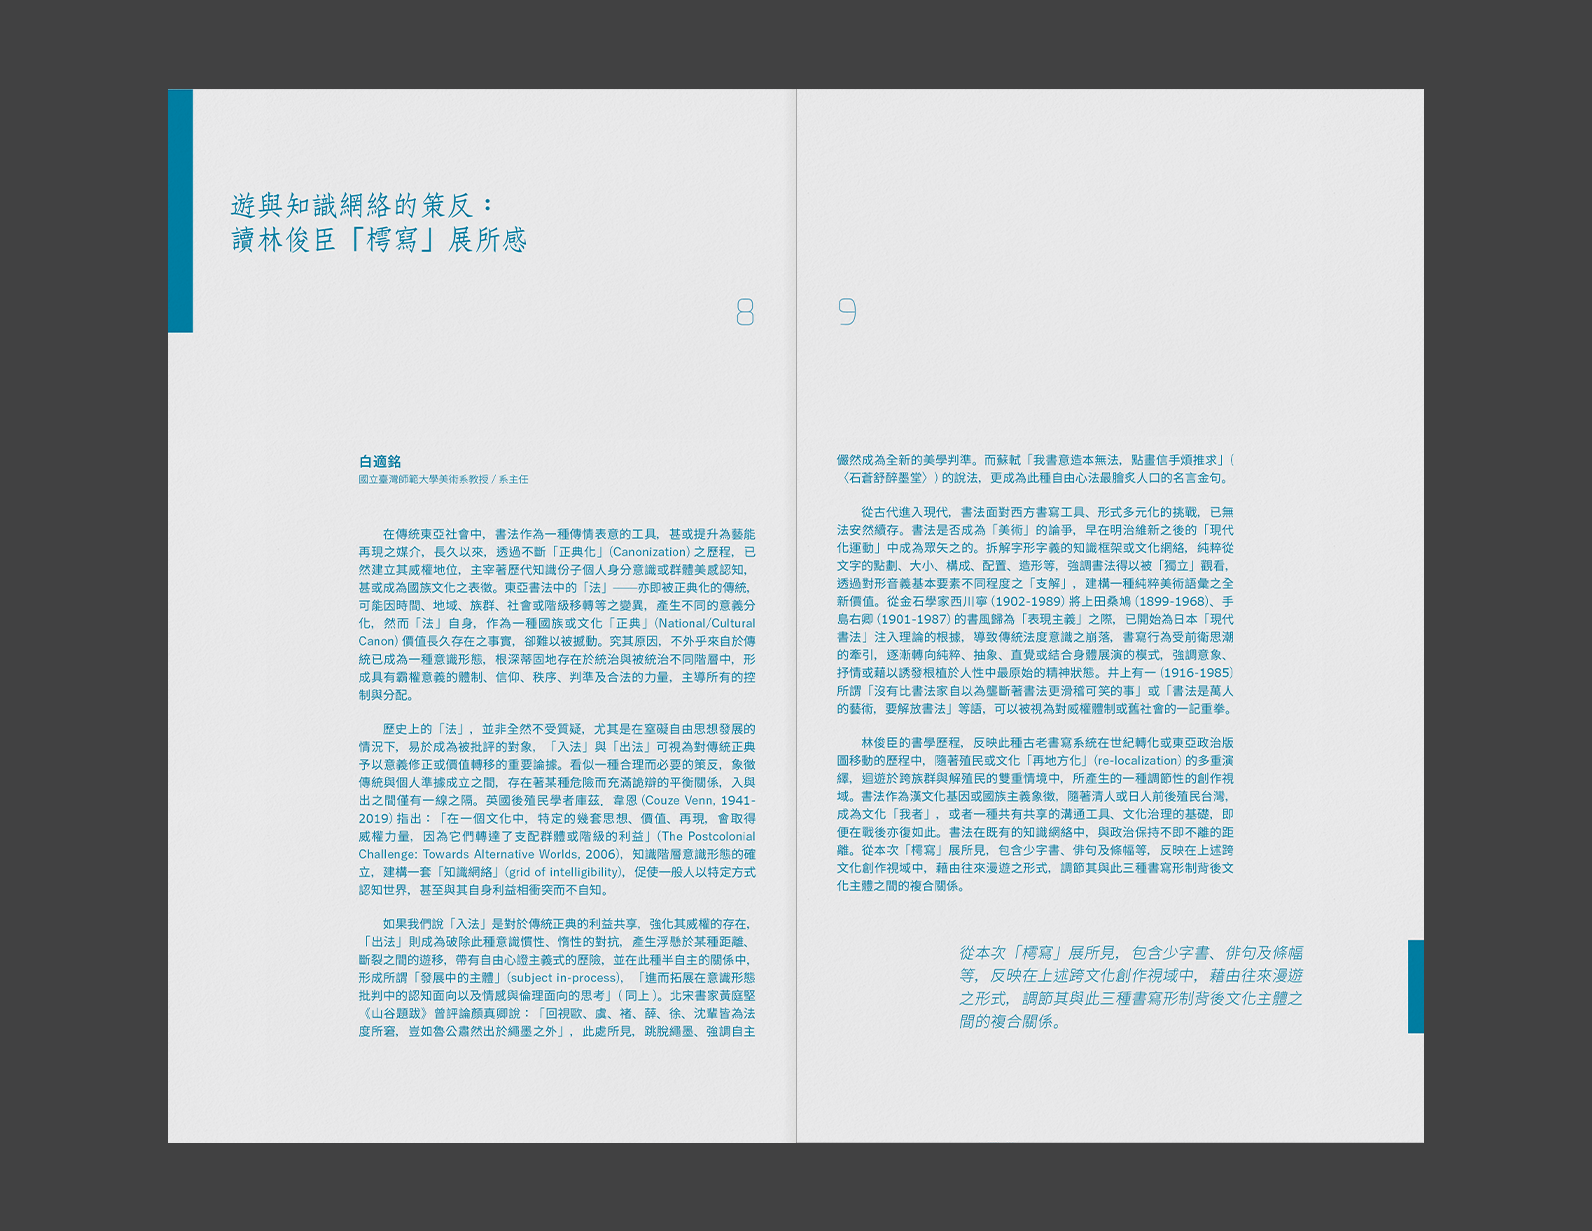 遊與知識網絡的策反：
讀林俊臣「樗寫」展所感
8
白適銘
國立臺灣師範大學美術系教授 / 系主任
在傳統東亞社會中，書法作為一種傳情表意的工具，甚或提升為藝能
再現之媒介，長久以來，透過不斷「正典化」(Canonization) 之歷程，已
然建立其威權地位，主宰著歷代知識份子個人身分意識或群體美感認知，
甚或成為國族文化之表徵。東亞書法中的「法」——亦即被正典化的傳統，
可能因時間、地域、族群、社會或階級移轉等之變異，產生不同的意義分
化，然而「法」自身，作為一種國族或文化「正典」(National/Cultural
Canon) 價值長久存在之事實，卻難以被撼動。究其原因，不外乎來自於傳
統已成為一種意識形態，根深蒂固地存在於統治與被統治不同階層中，形
成具有霸權意義的體制、信仰、秩序、判準及合法的力量，主導所有的控
制與分配。
歷史上的「法」，並非全然不受質疑，尤其是在窒礙自由思想發展的
情況下，易於成為被批評的對象，「入法」與「出法」可視為對傳統正典
予以意義修正或價值轉移的重要論據。看似一種合理而必要的策反，象徵
傳統與個人準據成立之間，存在著某種危險而充滿詭辯的平衡關係，入與
出之間僅有一線之隔。英國後殖民學者庫茲．韋恩 (Couze Venn, 1941-
2019) 指出：「在一個文化中，特定的幾套思想、價值、再現，會取得
威權力量，因為它們轉達了支配群體或階級的利益」(The Postcolonial
Challenge: Towards Alternative Worlds, 2006)，知識階層意識形態的確
立，建構一套「知識網絡」(grid of intelligibility)，促使一般人以特定方式
認知世界，甚至與其自身利益相衝突而不自知。
如果我們說「入法」是對於傳統正典的利益共享，強化其威權的存在，
「出法」則成為破除此種意識慣性、惰性的對抗，產生浮懸於某種距離、
斷裂之間的遊移，帶有自由心證主義式的歷險，並在此種半自主的關係中，
形成所謂「發展中的主體」(subject in-process)，「進而拓展在意識形態
批判中的認知面向以及情感與倫理面向的思考」( 同上 )。北宋書家黃庭堅
《山谷題跋》曾評論顏真卿說：「回視歐、虞、褚、薛、徐、沈輩皆為法
度所窘，豈如魯公肅然出於繩墨之外」，此處所見，跳脫繩墨、強調自主
9
儼然成為全新的美學判準。而蘇軾「我書意造本無法，點畫信手煩推求」(
〈石蒼舒醉墨堂〉) 的說法，更成為此種自由心法最膾炙人口的名言金句。
從古代進入現代，書法面對西方書寫工具、形式多元化的挑戰，已無
法安然續存。書法是否成為「美術」的論爭，早在明治維新之後的「現代
化運動」中成為眾矢之的。拆解字形字義的知識框架或文化網絡，純粹從
文字的點劃、大小、構成、配置、造形等，強調書法得以被「獨立」觀看，
透過對形音義基本要素不同程度之「支解」，建構一種純粹美術語彙之全
新價值。從金石學家西川寧 (1902-1989) 將上田桑鳩 (1899-1968)、手
島右卿 (1901-1987) 的書風歸為「表現主義」之際，已開始為日本「現代
書法」注入理論的根據，導致傳統法度意識之崩落，書寫行為受前衛思潮
的牽引，逐漸轉向純粹、抽象、直覺或結合身體展演的模式，強調意象、
抒情或藉以誘發根植於人性中最原始的精神狀態。井上有一 (1916-1985)
所謂「沒有比書法家自以為壟斷著書法更滑稽可笑的事」或「書法是萬人
的藝術，要解放書法」等語，可以被視為對威權體制或舊社會的一記重拳。
林俊臣的書學歷程，反映此種古老書寫系統在世紀轉化或東亞政治版
圖移動的歷程中，隨著殖民或文化「再地方化」(re-localization) 的多重演
繹，迴遊於跨族群與解殖民的雙重情境中，所產生的一種調節性的創作視
域。書法作為漢文化基因或國族主義象徵，隨著清人或日人前後殖民台灣，
成為文化「我者」，或者一種共有共享的溝通工具、文化治理的基礎，即
便在戰後亦復如此。書法在既有的知識網絡中，與政治保持不即不離的距
離。從本次「樗寫」展所見，包含少字書、俳句及條幅等，反映在上述跨
文化創作視域中，藉由往來漫遊之形式，調節其與此三種書寫形制背後文
化主體之間的複合關係。
從本次「樗寫」展所見，包含少字書、俳句及條幅
等，反映在上述跨文化創作視域中，藉由往來漫遊
之形式，調節其與此三種書寫形制背後文化主體之
間的複合關係。